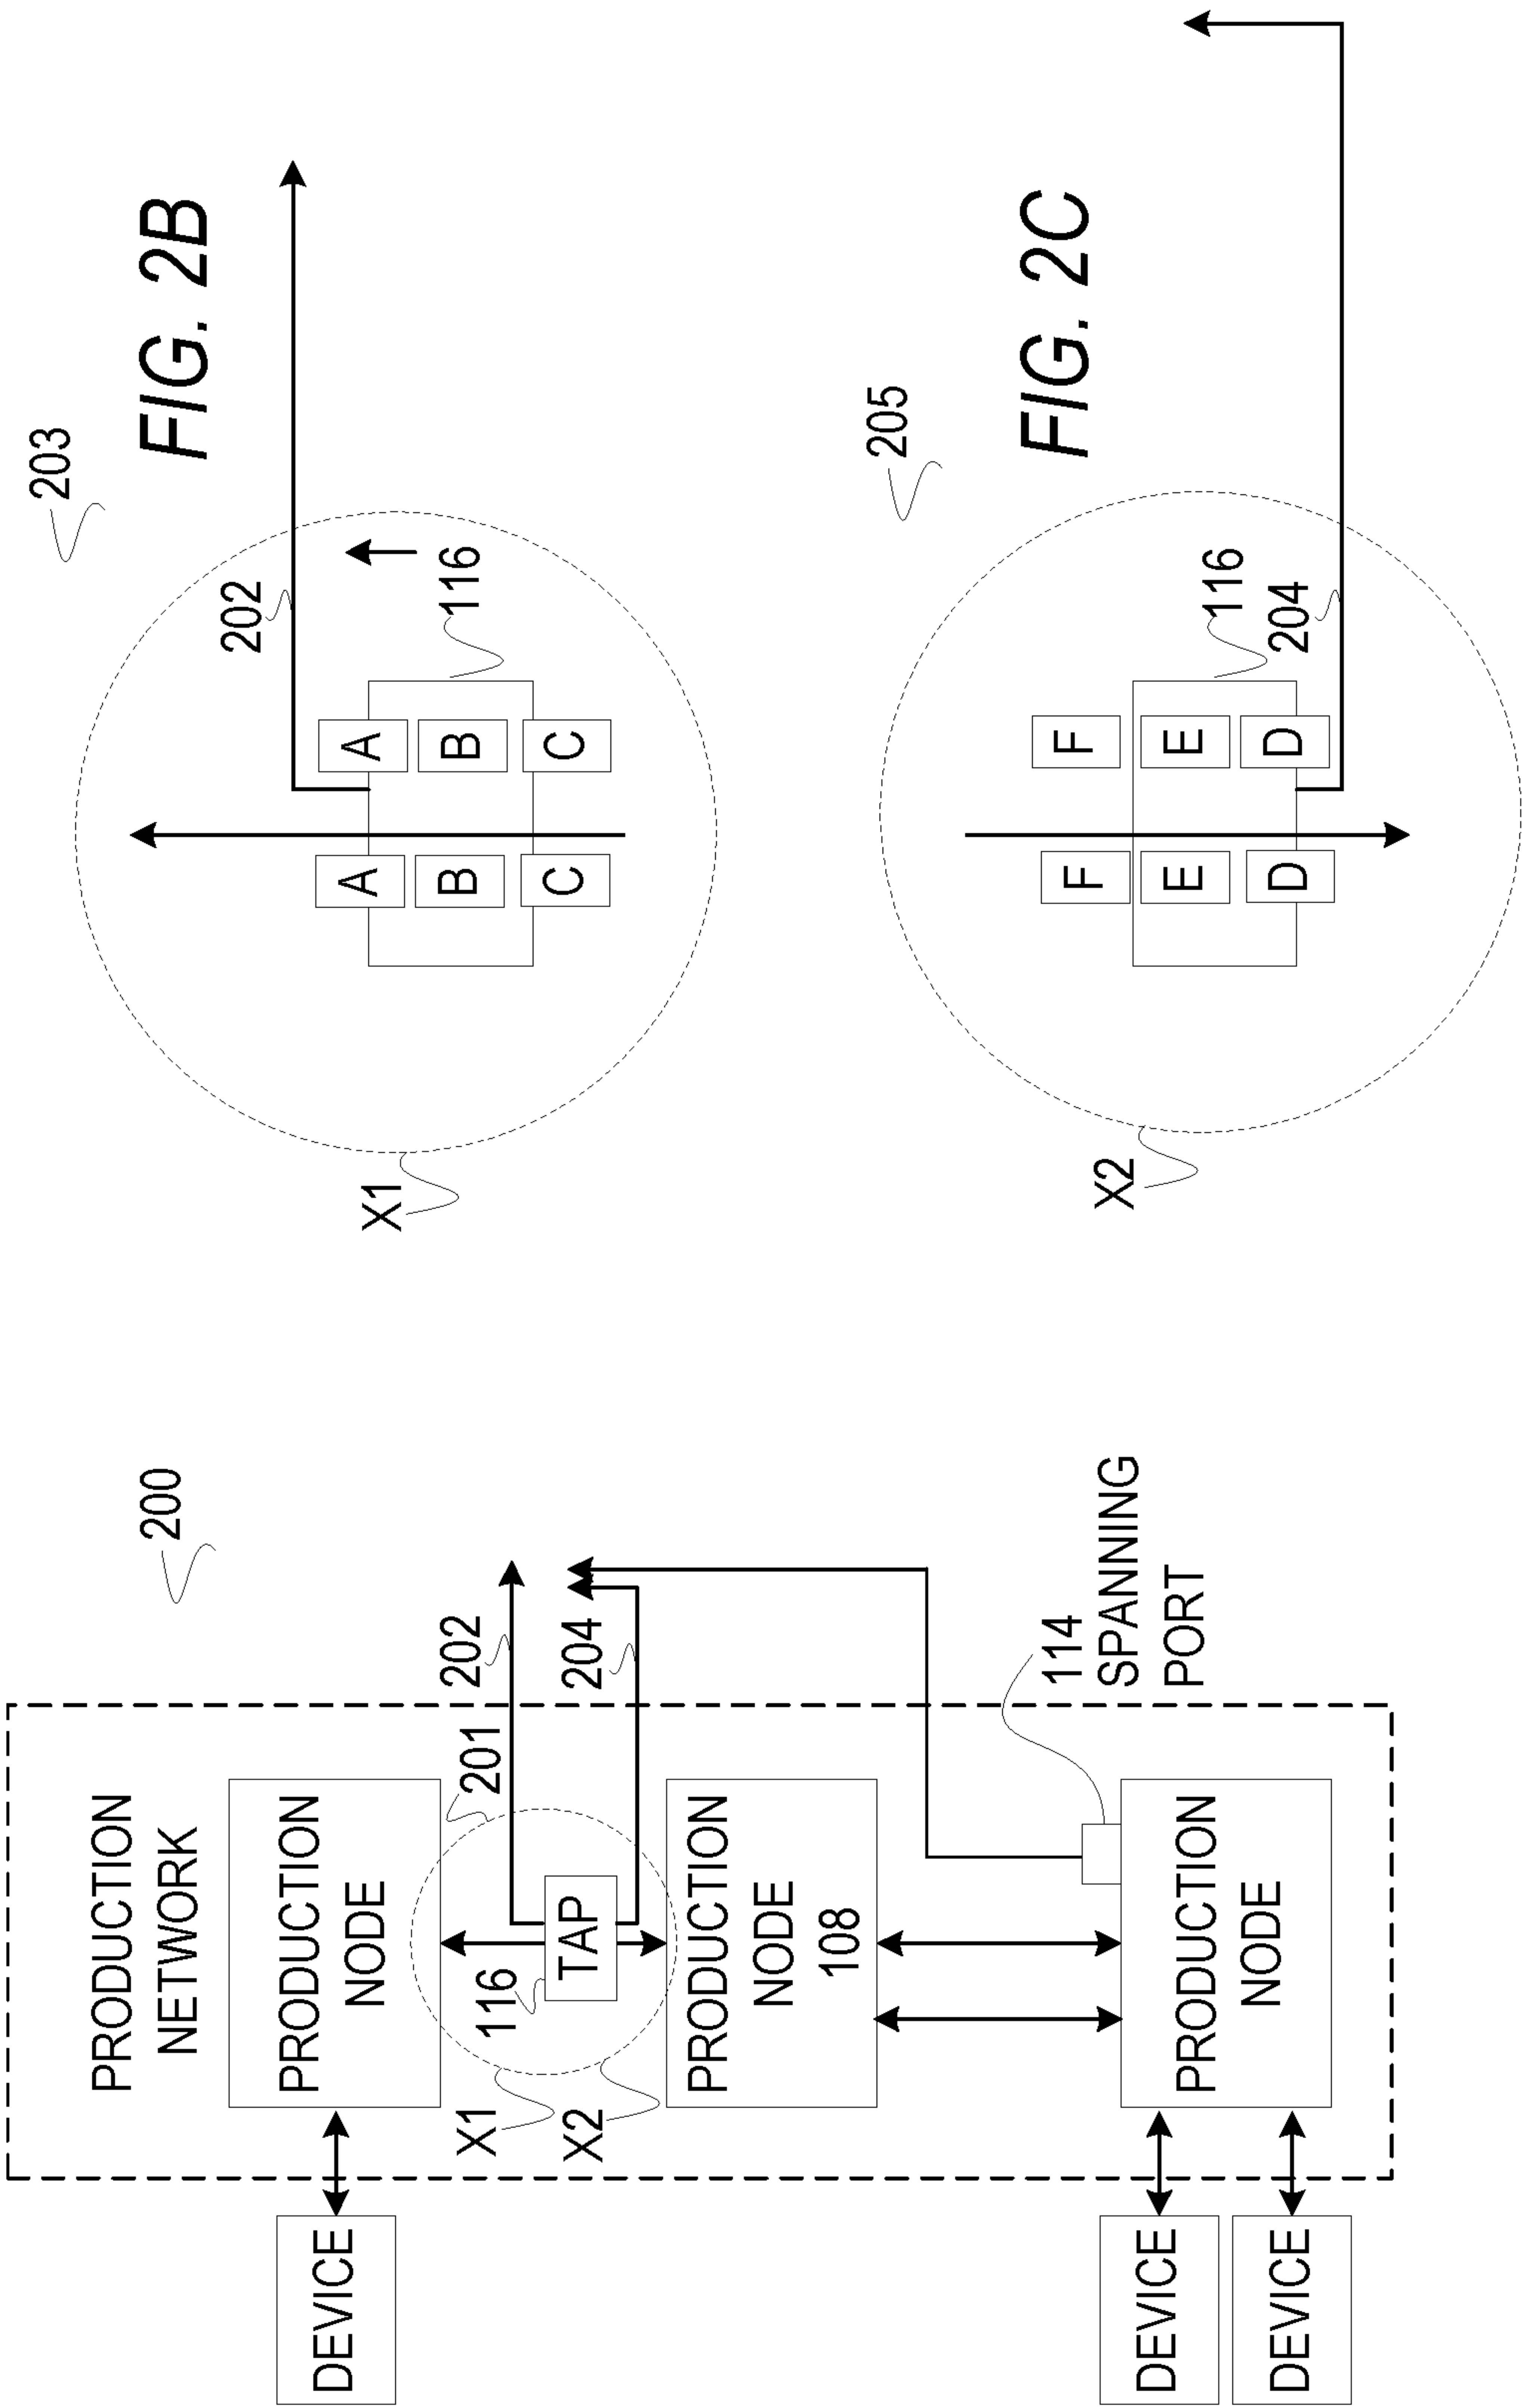 200
PRODUCTION
NETWORK
PRODUCTION
NODE
201
202
116
TAP
204
X1
X2
PRODUCTION
NODE
108
114
SPANNING
PORT
PRODUCTION
NODE
DEVICE
DEVICE
DEVICE
203
FIG. 2B
202
116
A
B
C
A
B
C
X1
205
FIG. 2C
116
204
F
E
D
F
E
D
X2